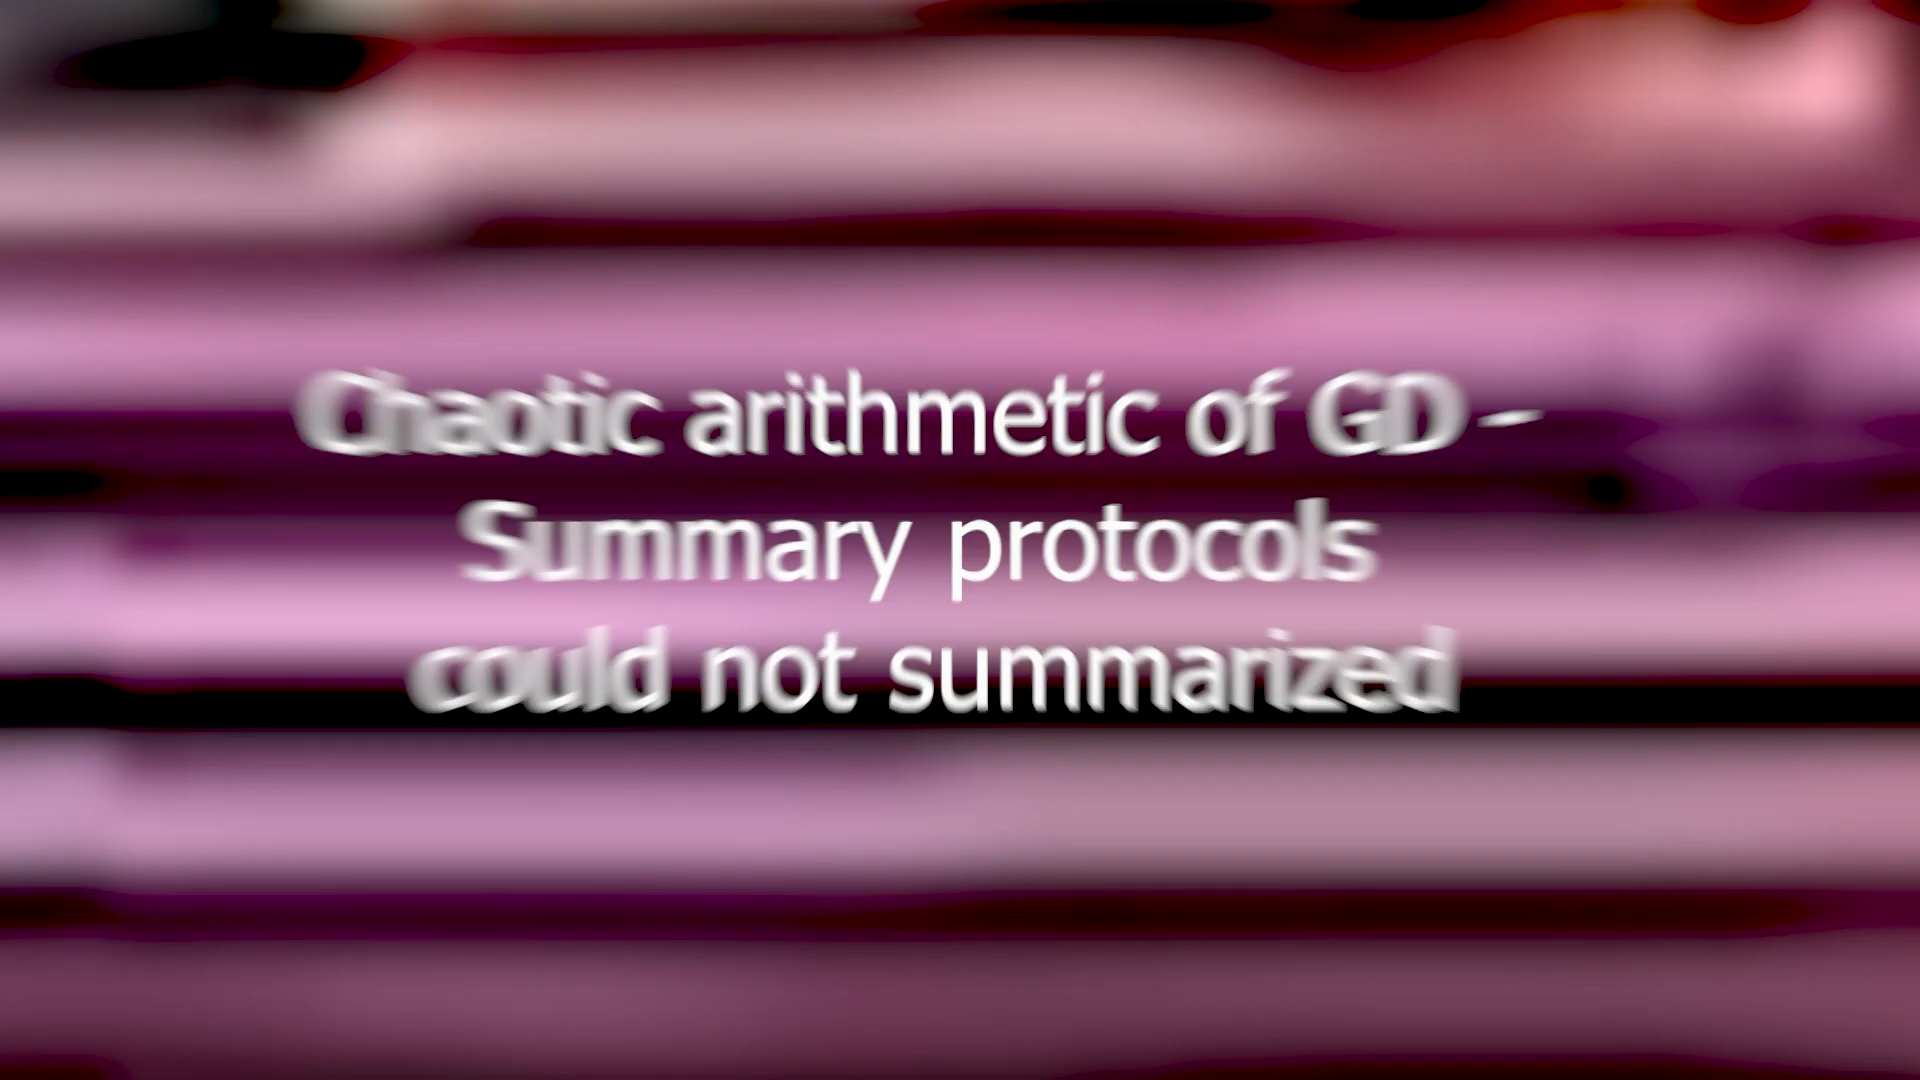 Chaotic arithmetic of GD -
Summary protocols
could not summarized